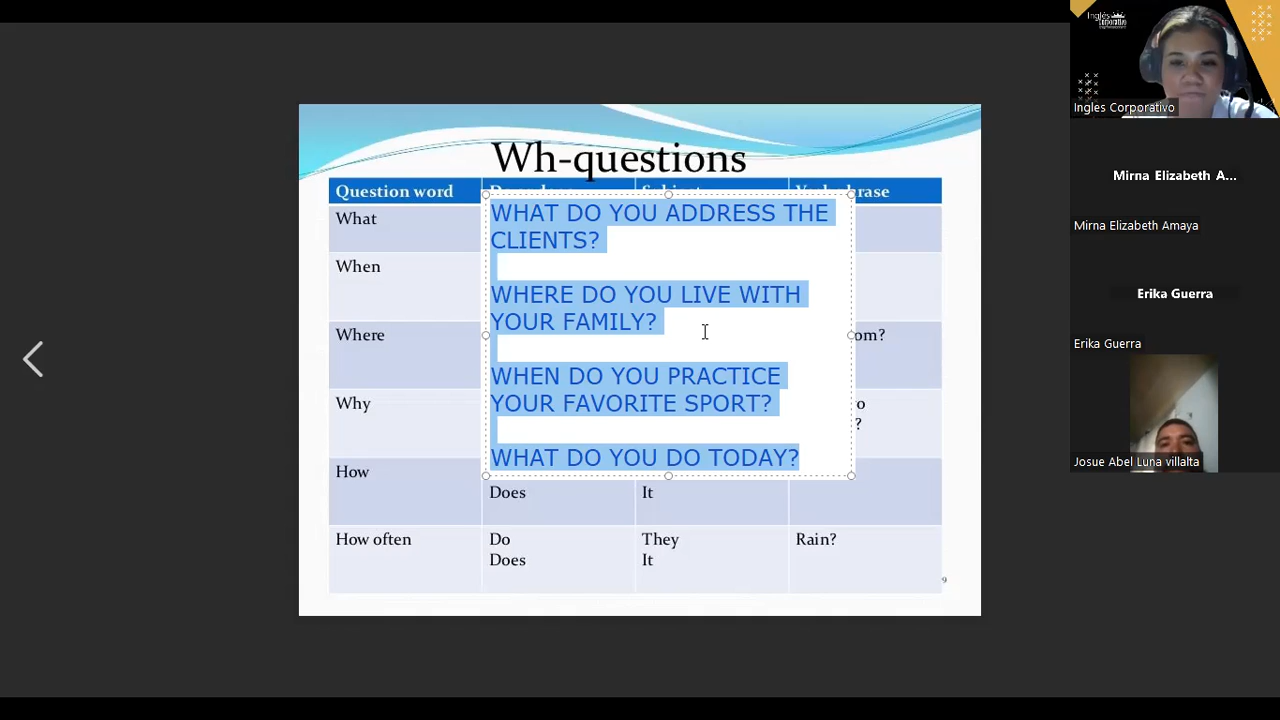 Wh-questions
Question word
What
When
Where
Why
How
Does
It
How often
Do
They
Rain?
Does
It
9
WHAT DO YOU ADDRESS THE
CLIENTS?
WHERE DO YOU LIVE WITH
YOUR FAMILY?
WHEN DO YOU PRACTICE
YOUR FAVORITE SPORT?
WHAT DO YOU DO TODAY?
Inglés
Corporativo
Ingles Corporativo
Mirna Elizabeth A...
Mirna Elizabeth Amaya
Erika Guerra
Erika Guerra
Josue Abel Luna villalta